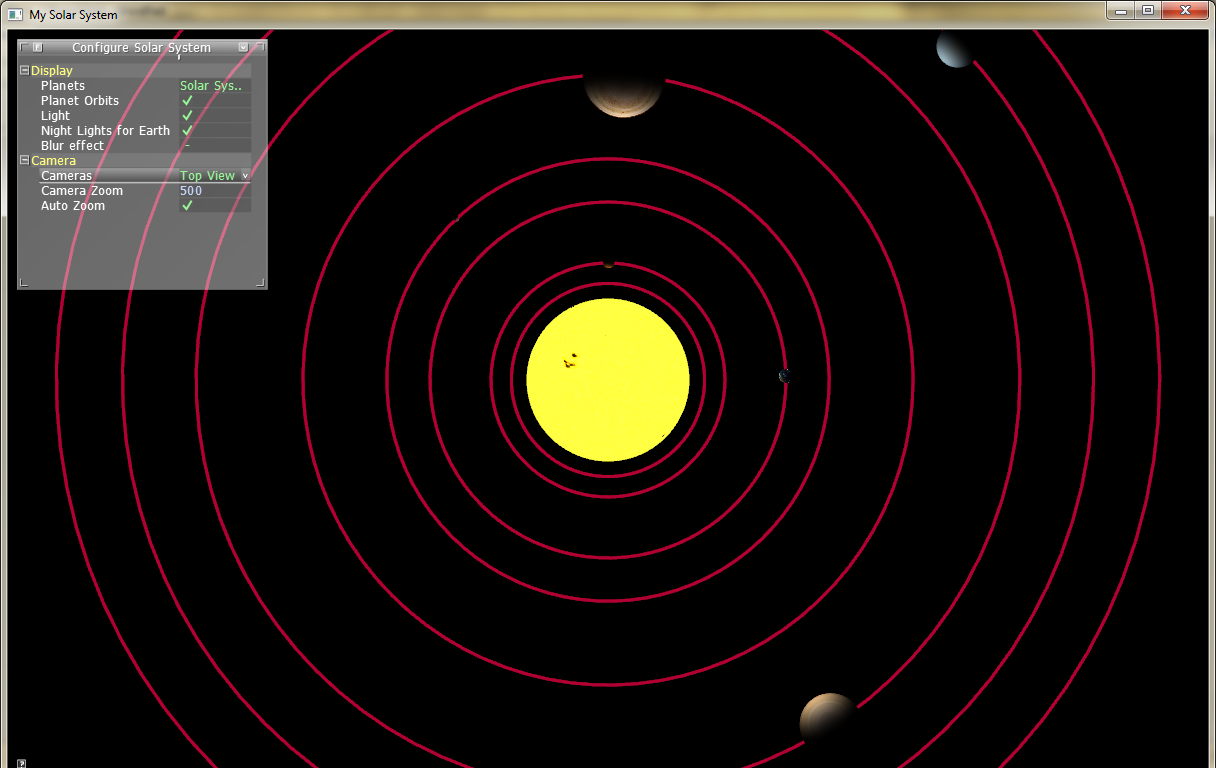 My Solar System
Configure Solar System
Display
Planets Solar Sys..
Planet Orbits
Light
Night Lights for Earth
Blur effect -
Camera
Cameras Top View
Camera Zoom 500
Auto Zoom
?